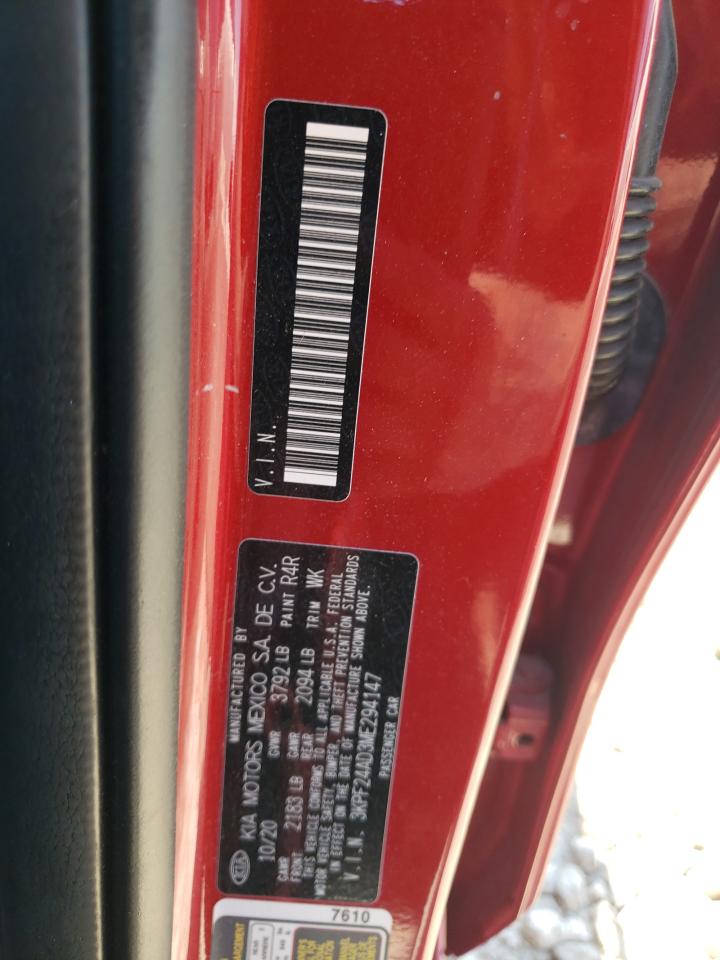 V.I.N.
MANUFACTURED BY
KIA KIA MOTORS MEXICO S.A. DE C.V.
10/20 GVWR 3792 LB PAINT R4R
GAWR FRONT 2183 LB GAWR REAR 2094 LB TRIM WK
THIS VEHICLE CONFORMS TO ALL APPLICABLE U.S.A. FEDERAL
MOTOR VEHICLE SAFETY, BUMPER, AND THEFT PREVENTION STANDARDS
IN EFFECT ON THE DATE OF MANUFACTURE SHOWN ABOVE.
V.I.N. 3KPF24AD3ME294147
PASSENGER CAR
7610